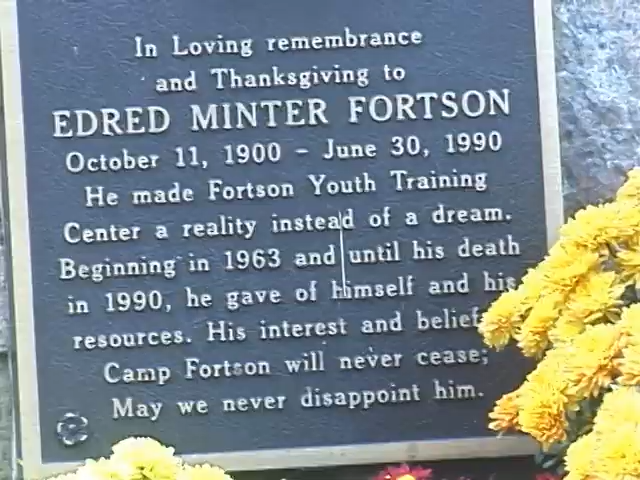 In Loving remembrance
and Thanksgiving to
EDRED MINTER FORTSON
October 11, 1900 - June 30, 1990
He made Fortson Youth Training
Center a reality instead of a dream.
Beginning in 1963 and until his death
in 1990, he gave of himself and his
resources. His interest and belief
Camp Fortson will never cease;
May we never disappoint him.